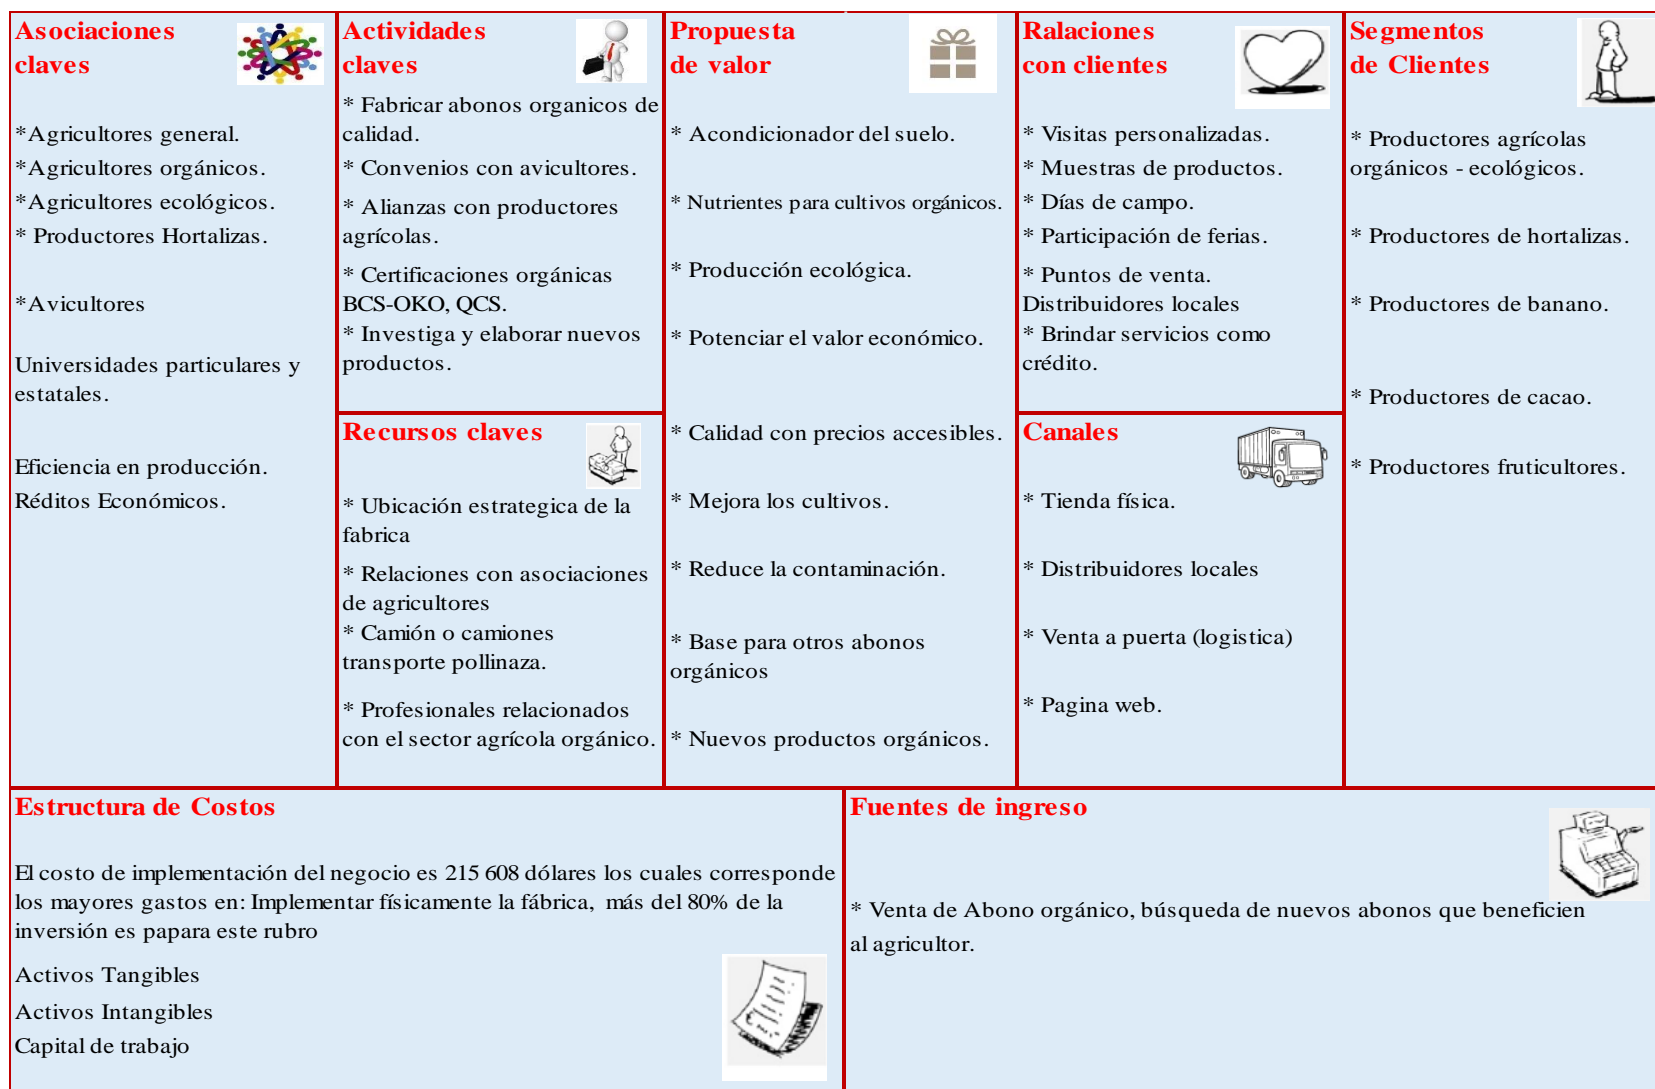 Asociaciones
claves
*Agricultores general.
*Agricultores orgánicos.
*Agricultores ecológicos.
* Productores Hortalizas.
*Avicultores
Universidades particulares y
estatales.
Eficiencia en producción.
Réditos Económicos.
Actividades
claves
* Fabricar abonos organicos de
calidad.
* Convenios con avicultores.
* Alianzas con productores
agrícolas.
* Certificaciones orgánicas
BCS-OKO, QCS.
* Investiga y elaborar nuevos
productos.
Recursos claves
* Ubicación estrategica de la
fabrica
* Relaciones con asociaciones
de agricultores
* Camión o camiones
transporte pollinaza.
* Profesionales relacionados
con el sector agrícola orgánico.
Propuesta
de valor
* Acondicionador del suelo.
* Nutrientes para cultivos orgánicos.
* Producción ecológica.
* Potenciar el valor económico.
* Calidad con precios accesibles.
* Mejora los cultivos.
* Reduce la contaminación.
* Base para otros abonos
orgánicos
* Nuevos productos orgánicos.
Ralaciones
con clientes
* Visitas personalizadas.
* Muestras de productos.
* Días de campo.
* Participación de ferias.
* Puntos de venta.
Distribuidores locales
* Brindar servicios como
crédito.
Canales
* Tienda física.
* Distribuidores locales
* Venta a puerta (logistica)
* Pagina web.
Segmentos
de Clientes
* Productores agrícolas
orgánicos - ecológicos.
* Productores de hortalizas.
* Productores de banano.
* Productores de cacao.
* Productores fruticultores.
Estructura de Costos
El costo de implementación del negocio es 215 608 dólares los cuales corresponde
los mayores gastos en: Implementar físicamente la fábrica, más del 80% de la
inversión es papara este rubro
Activos Tangibles
Activos Intangibles
Capital de trabajo
Fuentes de ingreso
* Venta de Abono orgánico, búsqueda de nuevos abonos que beneficien
al agricultor.